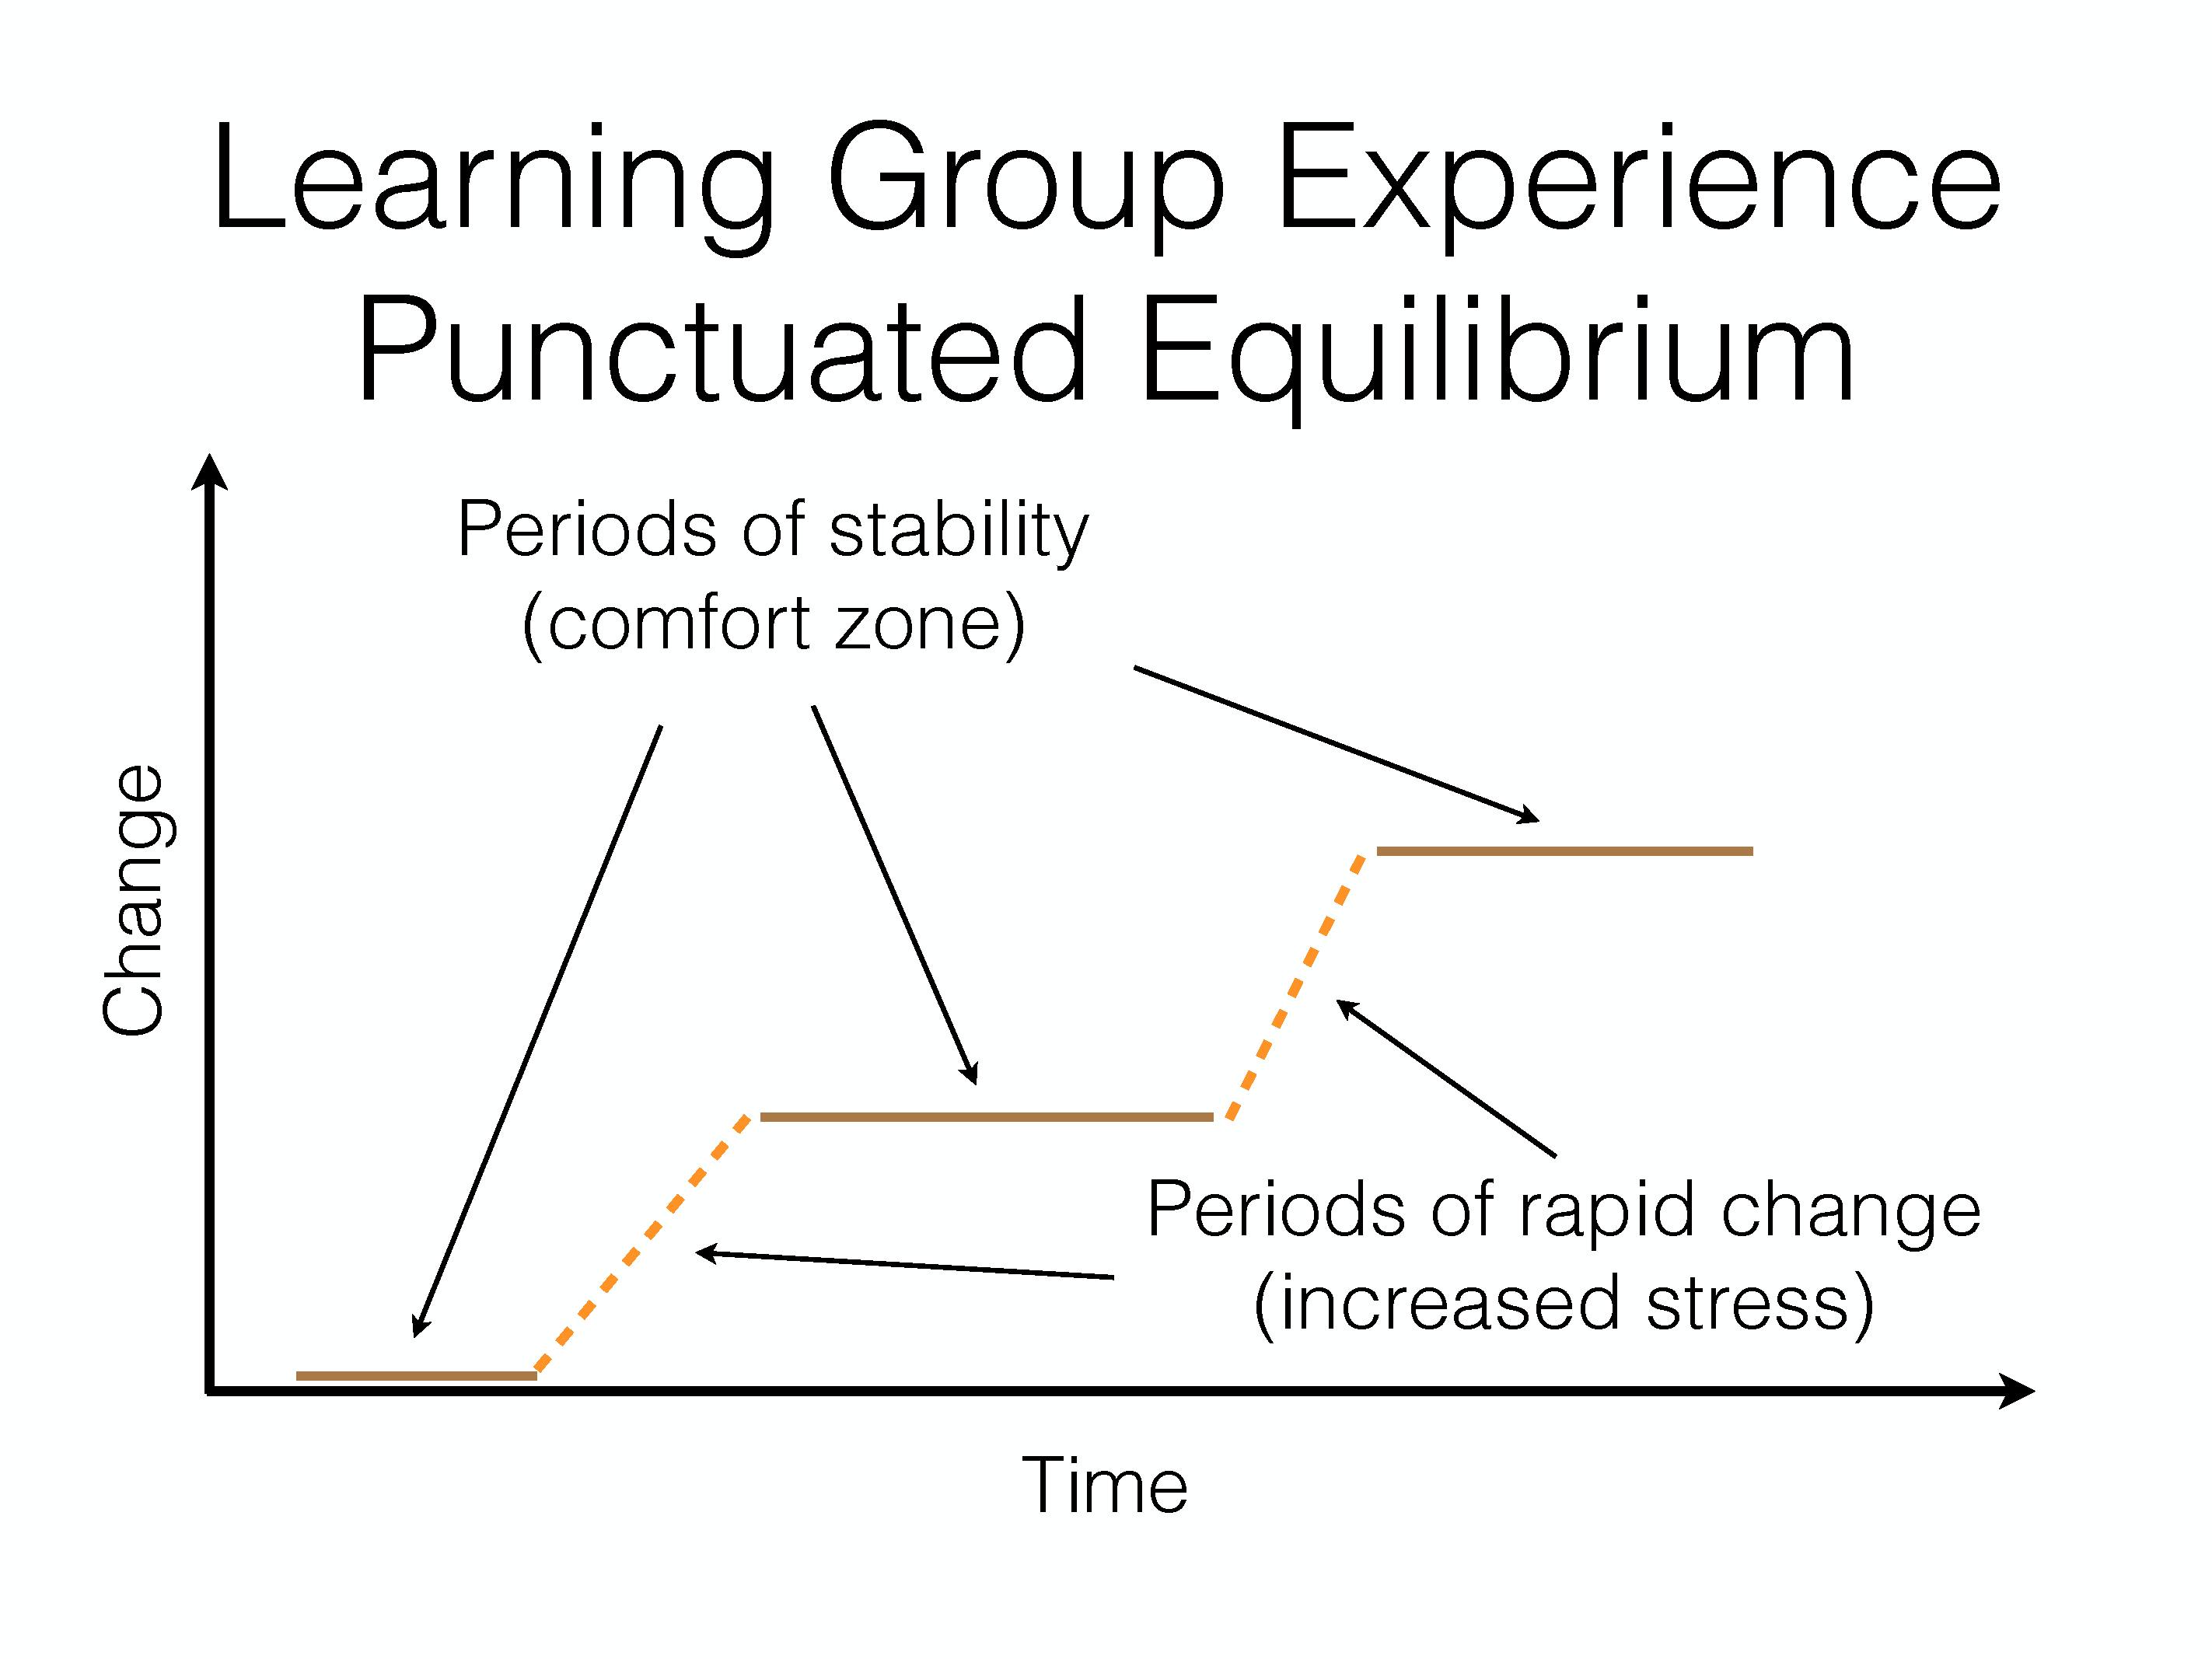 Learning Group Experience
Punctuated Equilibrium
Periods of stability
(comfort zone)
Change
Periods of rapid change
(increased stress)
Time